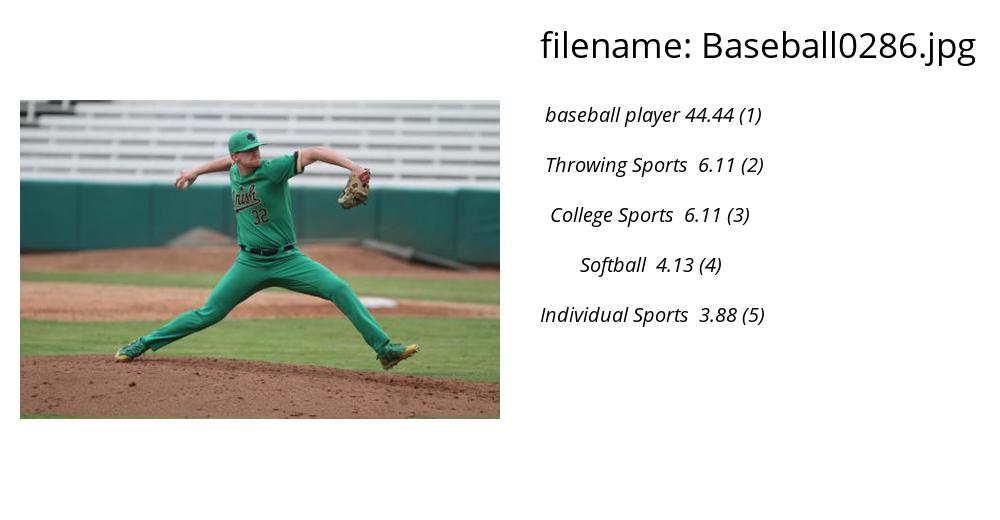 filename: Baseball0286.jpg
baseball player 44.44 (1)
Throwing Sports 6.11 (2)
College Sports 6.11 (3)
Softball 4.13 (4)
Individual Sports 3.88 (5)
Irish
32